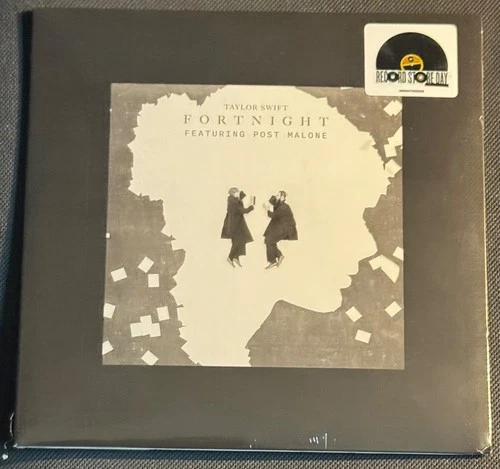 RECORD STORE DAY
TAYLOR SWIFT
FORTNIGHT
FEATURING POST MALONE